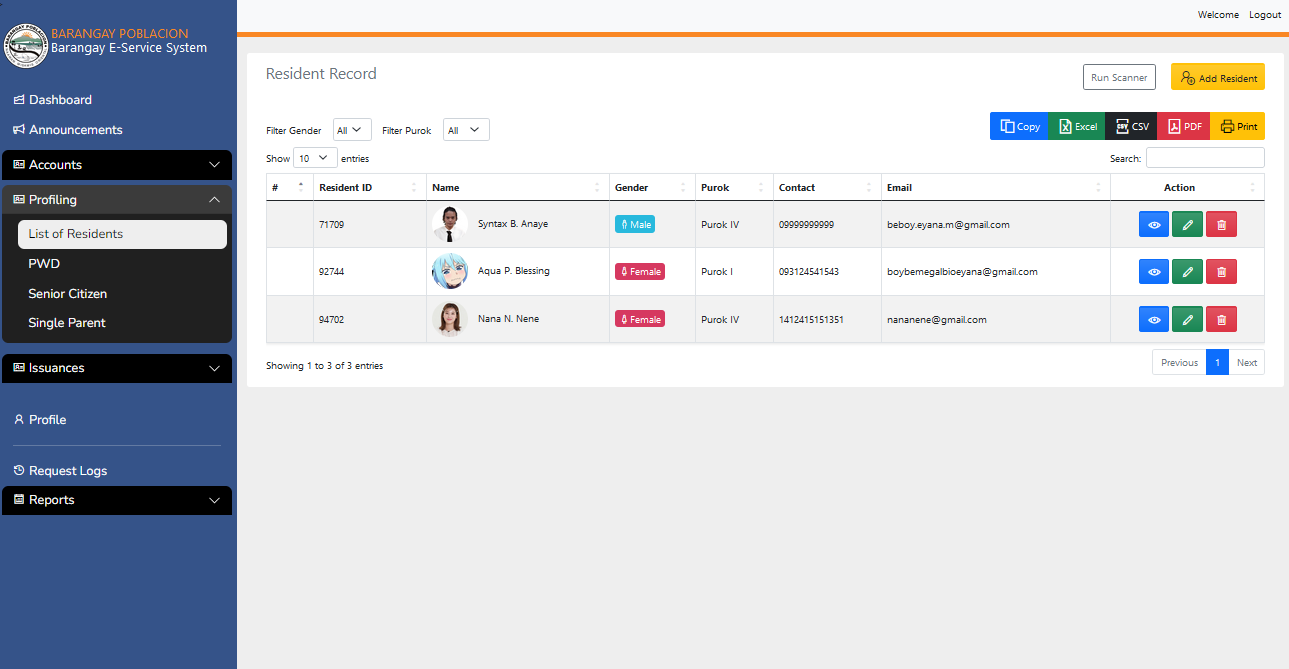 Welcome Logout
BARANGAY POBLACION
Barangay E-Service System
Dashboard
Announcements
Accounts
Profiling
List of Residents
PWD
Senior Citizen
Single Parent
Issuances
Profile
Request Logs
Reports
Resident Record
Run Scanner Add Resident
Filter Gender All Filter Purok All
Copy Excel CSV PDF Print
Show 10 entries Search:
# Resident ID Name Gender Purok Contact Email Action
71709 Syntax B. Anaye Male Purok IV 09999999999 beboy.eyana.m@gmail.com
92744 Aqua P. Blessing Female Purok I 093124541543 boybemegalbioeyana@gmail.com
94702 Nana N. Nene Female Purok IV 1412415151351 nananene@gmail.com
Showing 1 to 3 of 3 entries Previous 1 Next